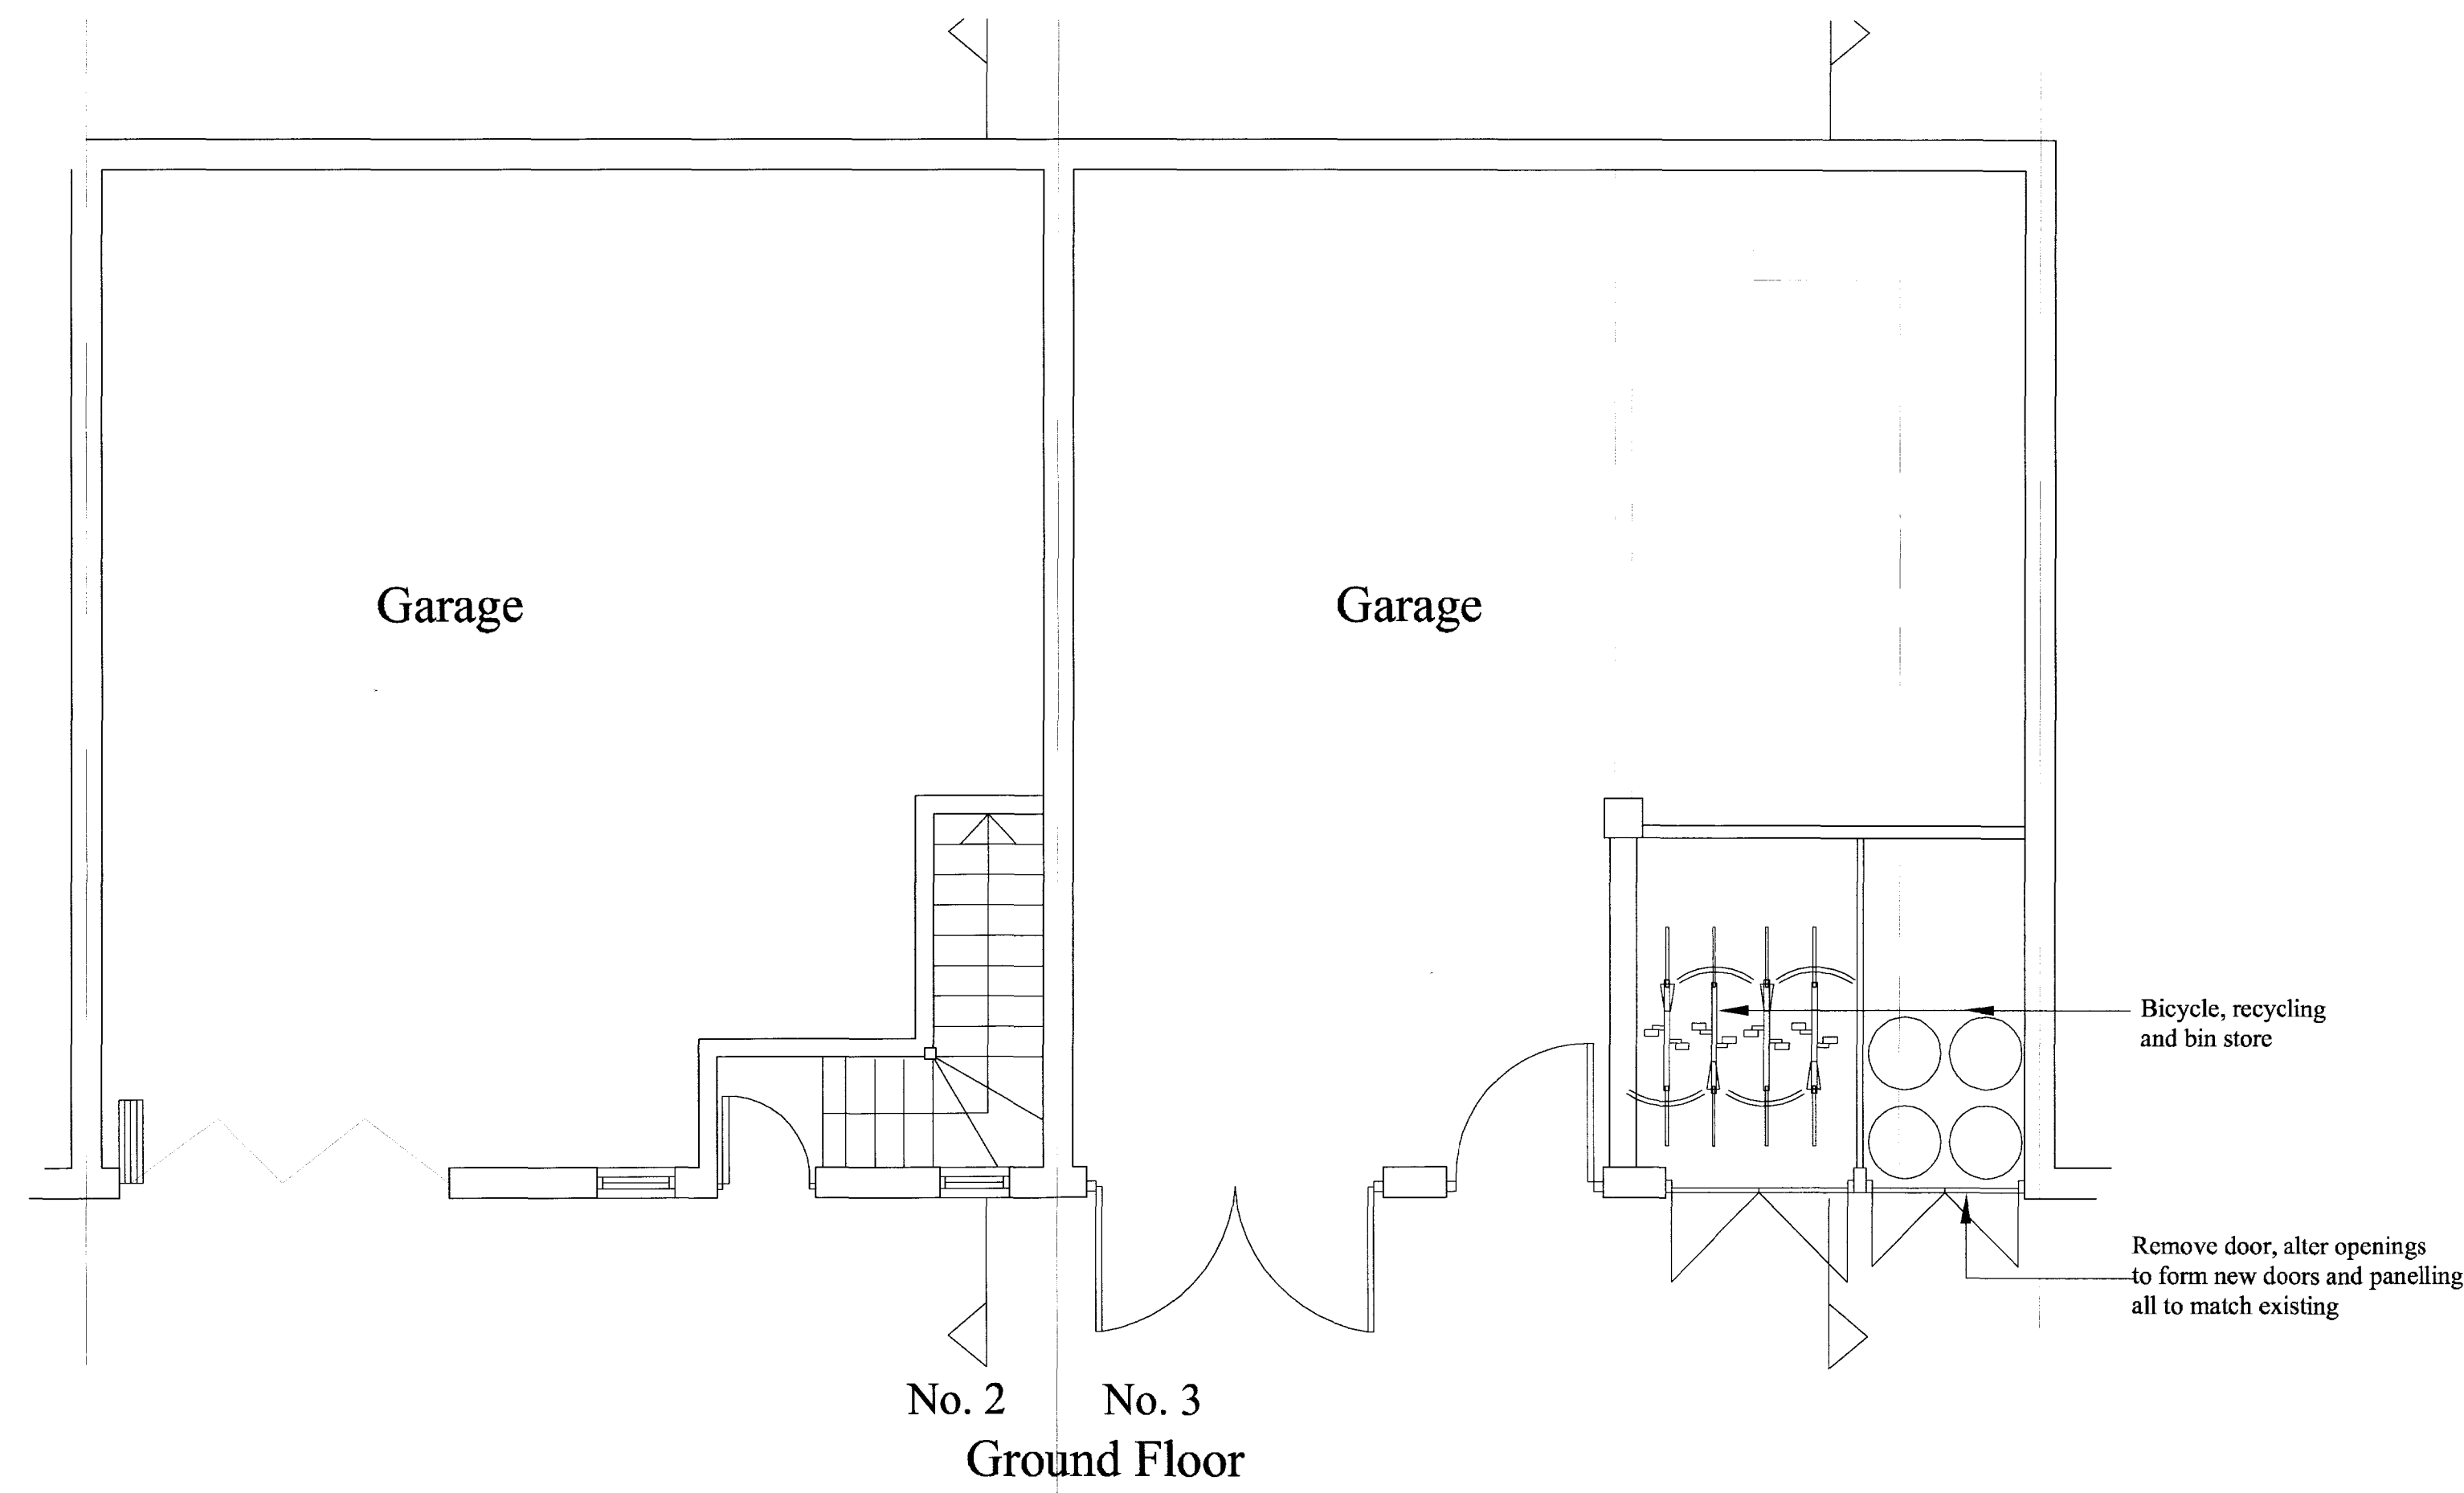 Garage
Garage
Bicycle, recycling
and bin store
Remove door, alter openings
to form new doors and panelling
all to match existing
No. 2
No. 3
Ground Floor